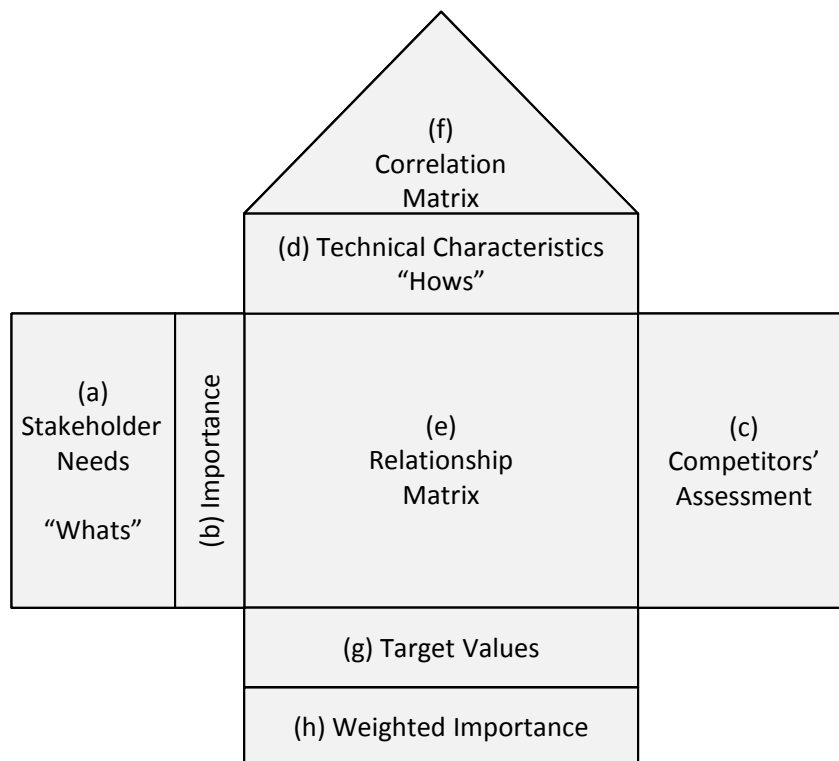 (f)
Correlation
Matrix
(d) Technical Characteristics
“Hows”
(a)
Stakeholder
Needs
“Whats”
(b) Importance
(e)
Relationship
Matrix
(c)
Competitors’
Assessment
(g) Target Values
(h) Weighted Importance